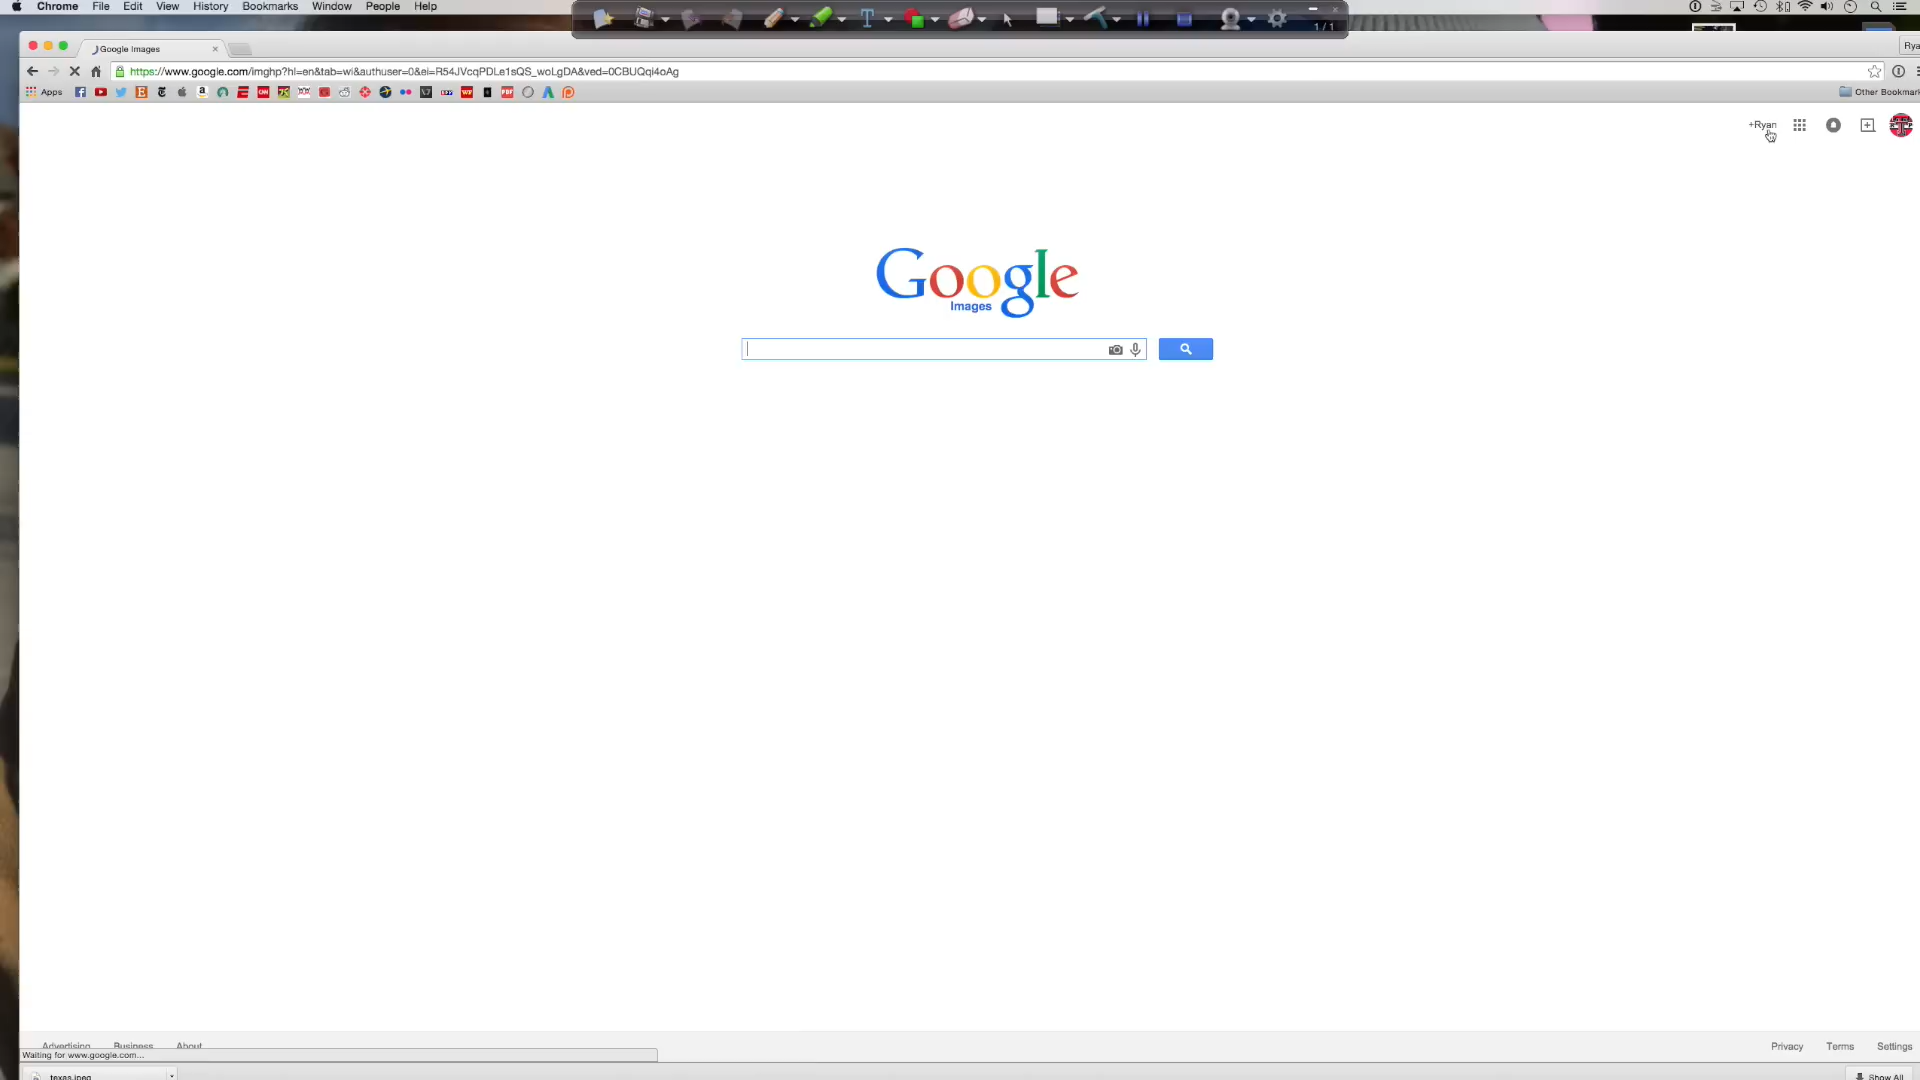 Chrome File Edit View History Bookmarks Window People Help
1/1
Google Images
https://www.google.com/imghp?hl=en&tab=wi&authuser=0&ei=R54JVcqPDLe1sQS_woLgDA&ved=0CBUQqi4oAg
Apps
Other Bookmark
+Ryan
Google
Images
Advertising Business About
Privacy Terms Settings
Waiting for www.google.com...
texas.jpeg
Show All